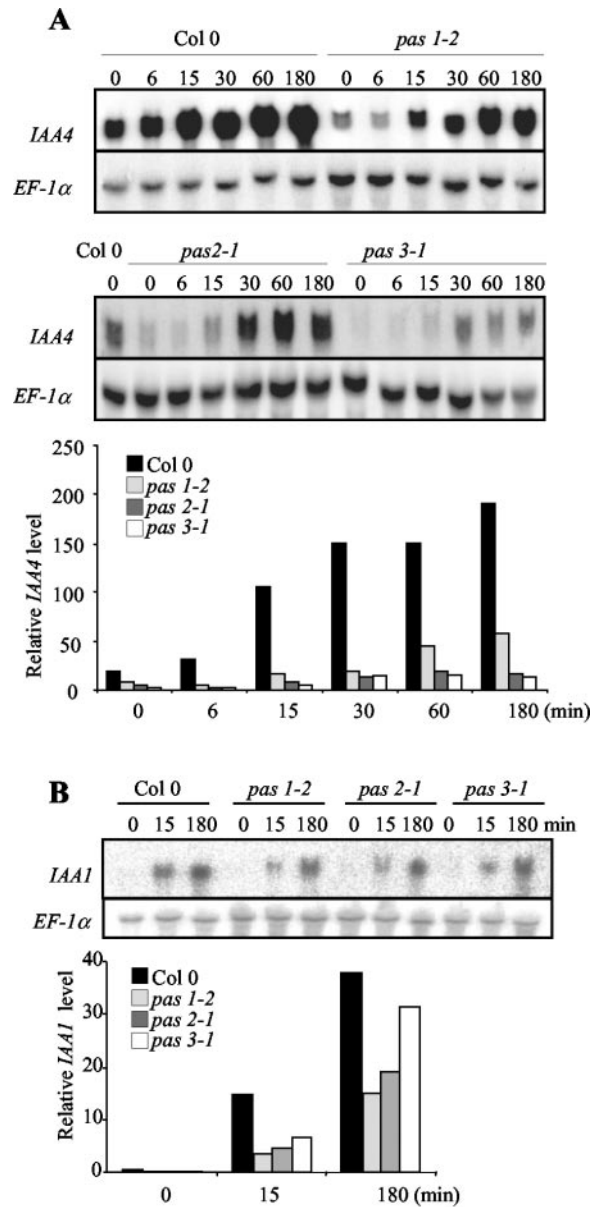 A
Col 0 pas 1-2
0 6 15 30 60 180 0 6 15 30 60 180
IAA4
EF-1α
Col 0 pas2-1 pas 3-1
0 0 6 15 30 60 180 0 6 15 30 60 180
IAA4
EF-1α
250
200
150
100
50
0
Relative IAA4 level
Col 0
pas 1-2
pas 2-1
pas 3-1
0 6 15 30 60 180 (min)
B
Col 0 pas 1-2 pas 2-1 pas 3-1
0 15 180 0 15 180 0 15 180 0 15 180 min
IAA1
EF-1α
40
30
20
10
0
Relative IAA1 level
Col 0
pas 1-2
pas 2-1
pas 3-1
0 15 180 (min)